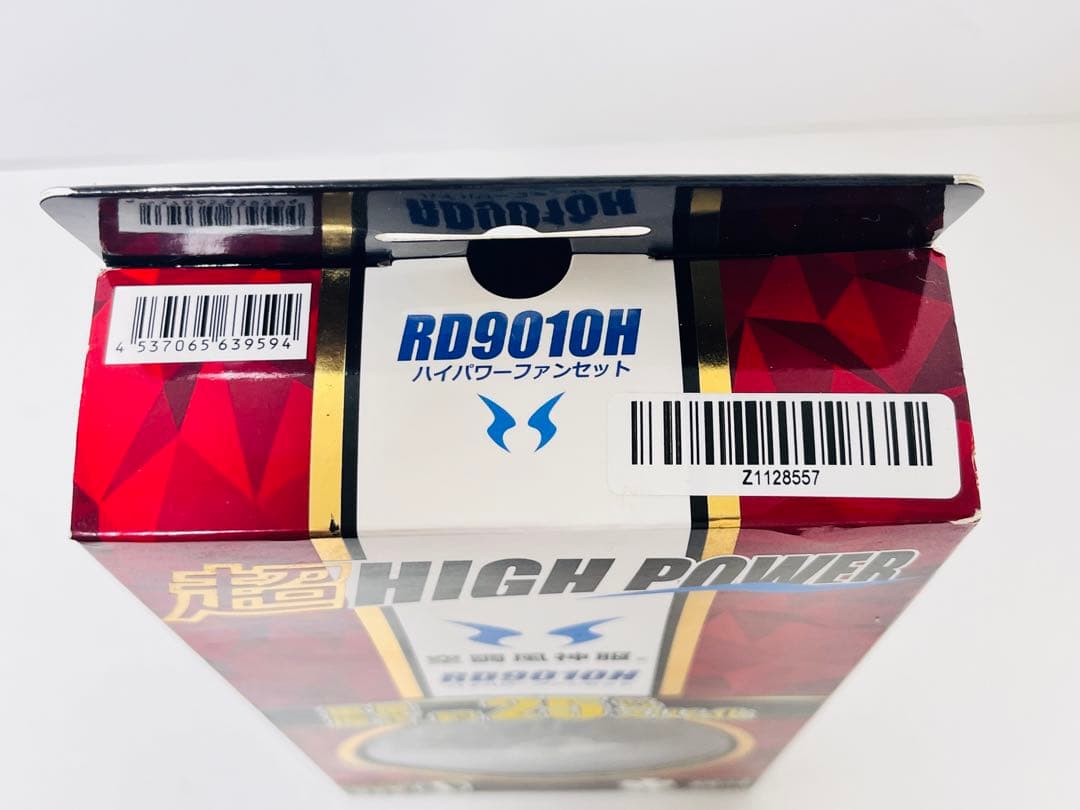 RD9010H
ハイパワーファンセット
4 537065 639594
Z1128557
超HIGH POWER
空調風神服
RD9010H